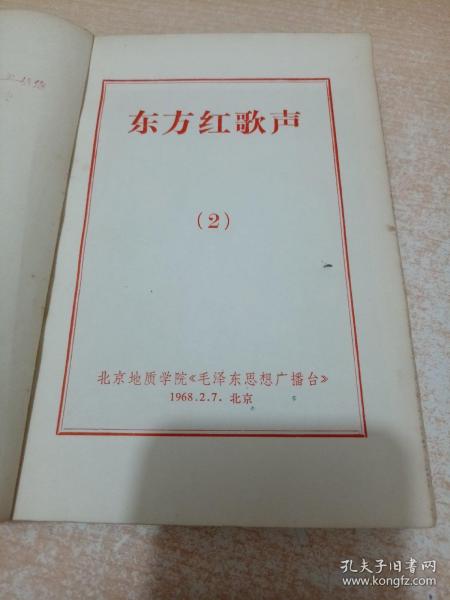 东方红歌声
(2)
北京地质学院《毛泽东思想广播台》
1968.2.7. 北京
孔夫子旧书网
www.kongfz.com